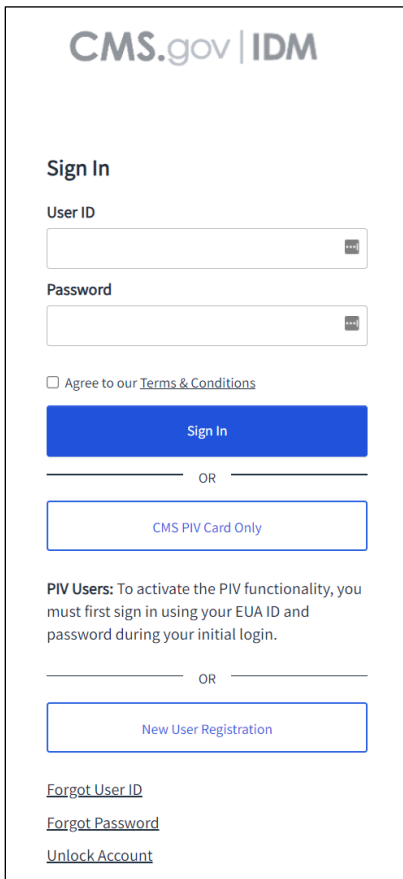 CMS.gov | IDM
Sign In
User ID
Password
Agree to our Terms & Conditions
Sign In
OR
CMS PIV Card Only
PIV Users: To activate the PIV functionality, you
must first sign in using your EUA ID and
password during your initial login.
OR
New User Registration
Forgot User ID
Forgot Password
Unlock Account